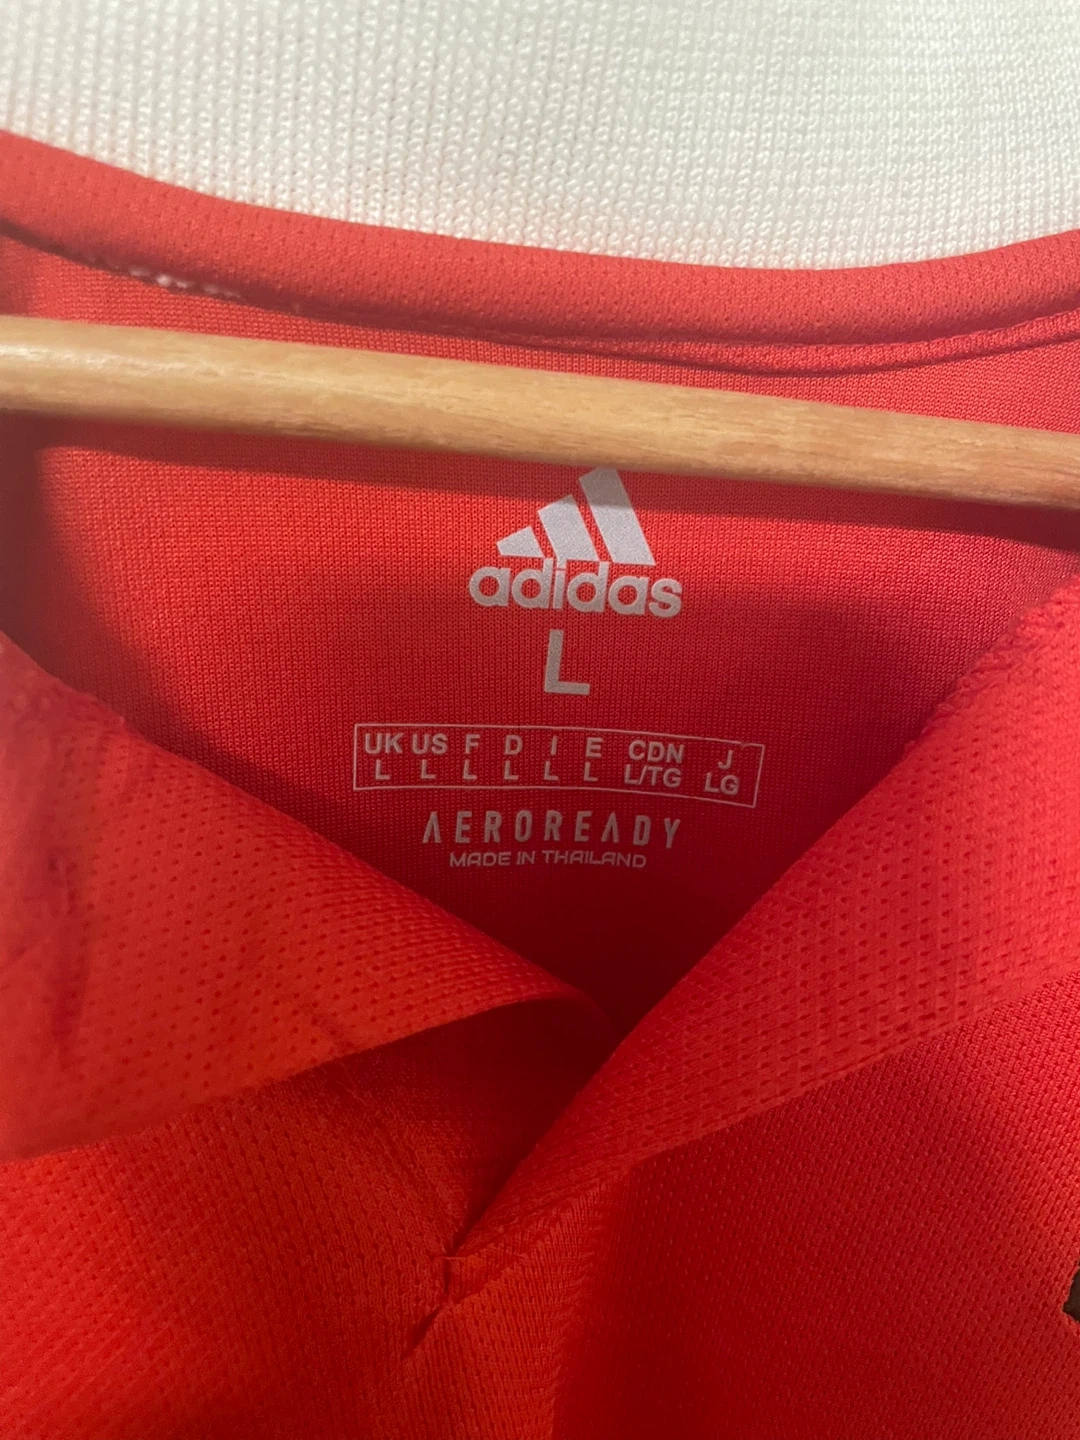 adidas
L
UK US F D I E CDN J
L L L L L L L/TG LG
AEROREADY
MADE IN THAILAND